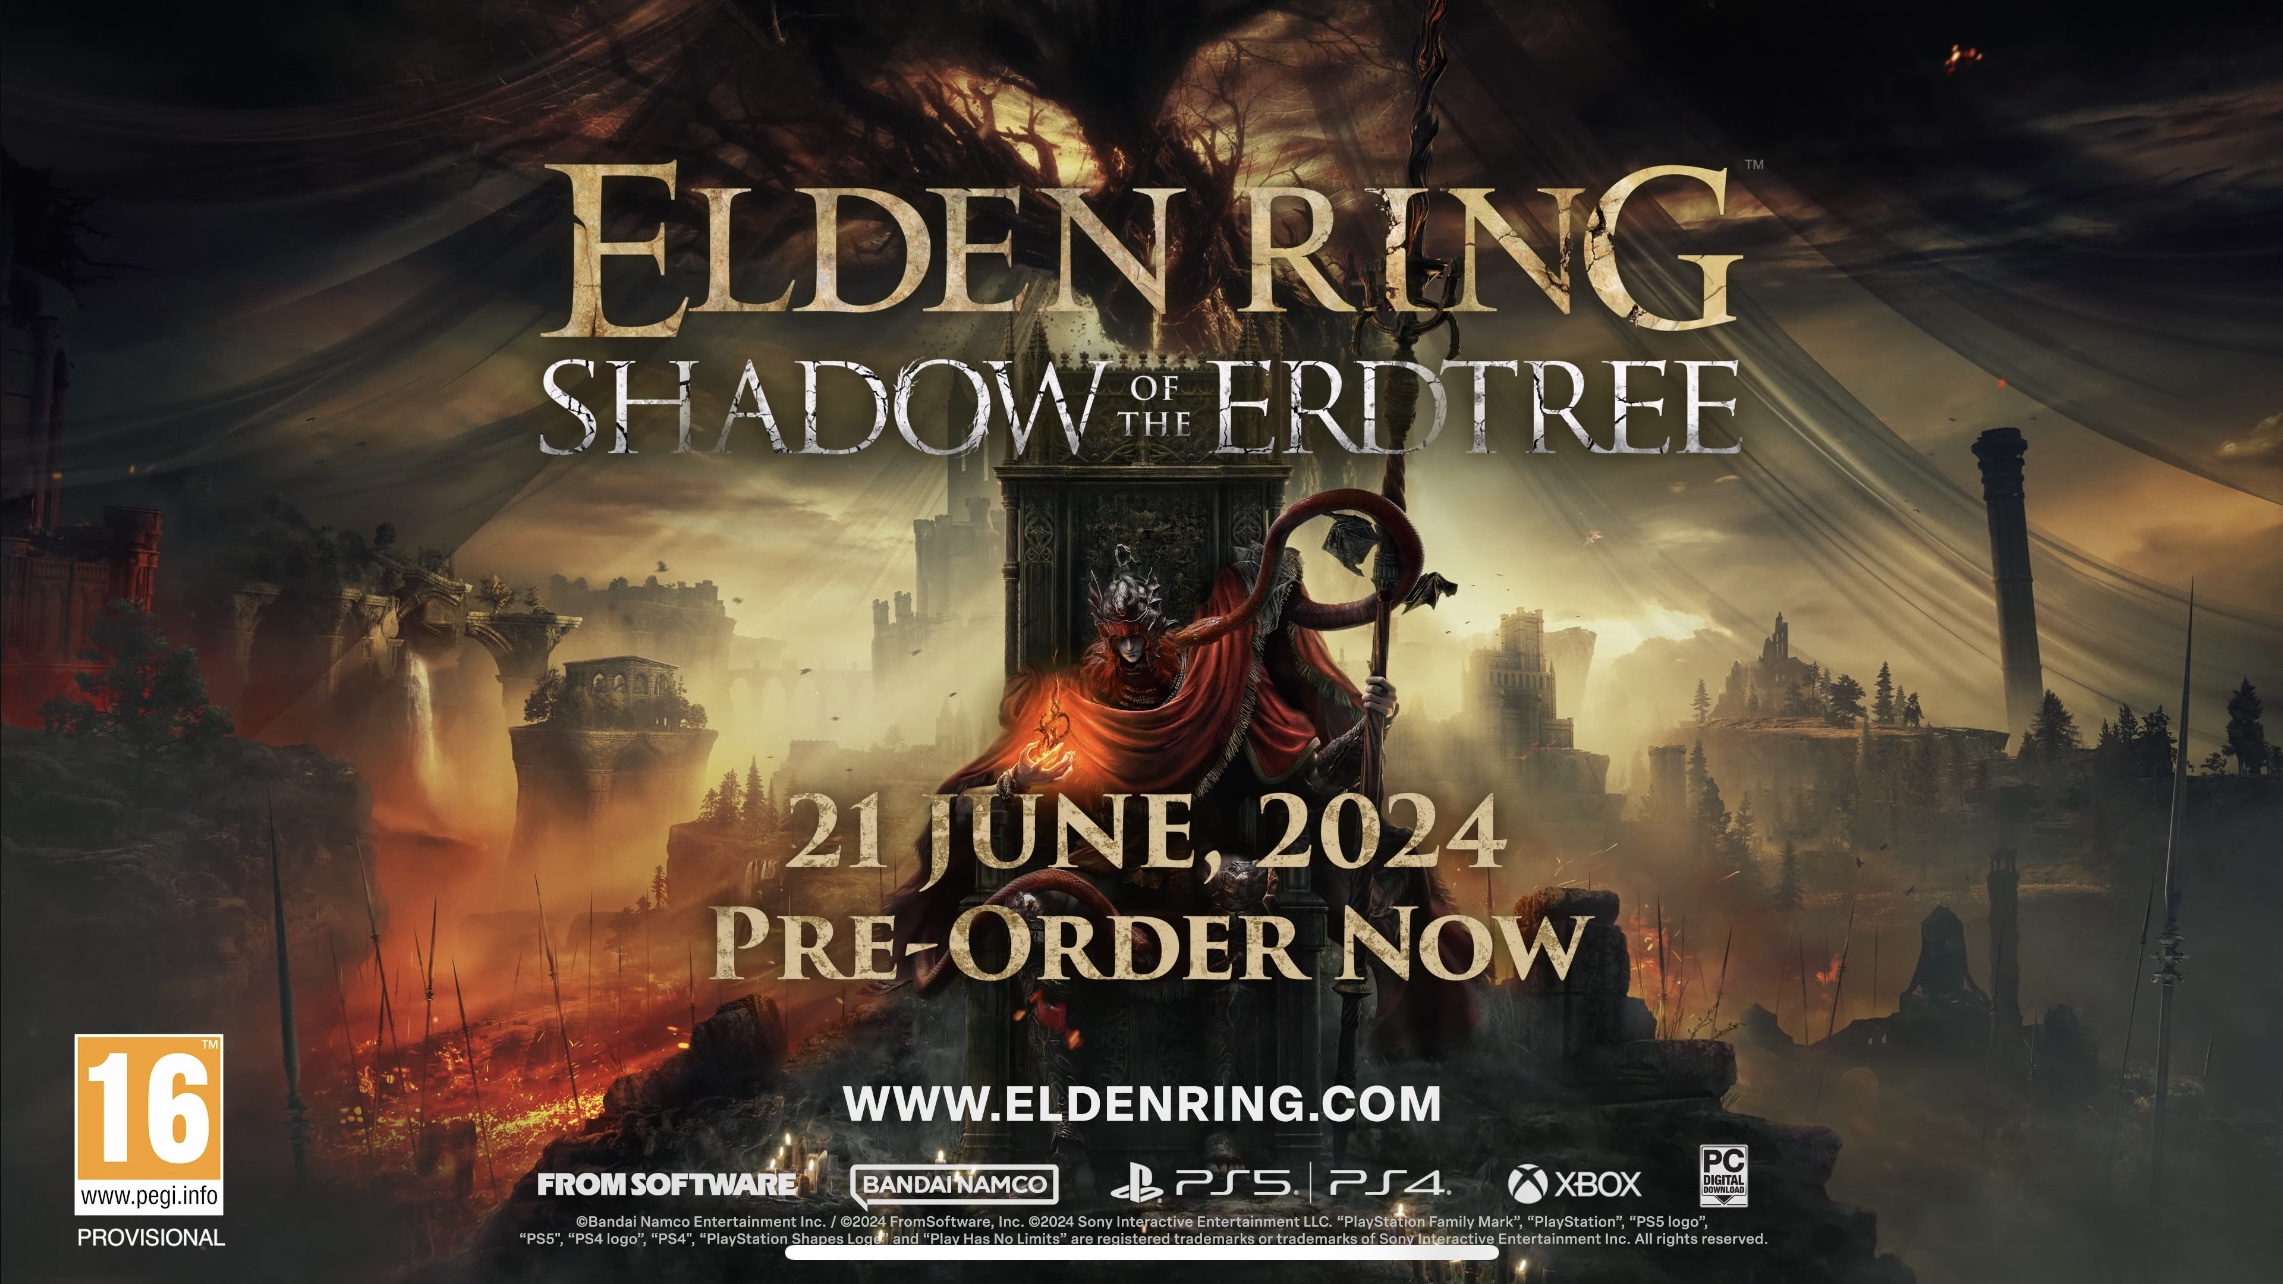 ELDEN RING™
SHADOW OF THE ERDTREE
21 JUNE, 2024
PRE-ORDER NOW
WWW.ELDENRING.COM
16™
www.pegi.info
PROVISIONAL
FROMSOFTWARE BANDAI NAMCO PS5 | PS4 XBOX PC DIGITAL DOWNLOAD
©Bandai Namco Entertainment Inc. / ©2024 FromSoftware, Inc. ©2024 Sony Interactive Entertainment LLC. “PlayStation Family Mark”, “PlayStation”, “PS5 logo”,
“PS5”, “PS4 logo”, “PS4”, “PlayStation Shapes Logo” and “Play Has No Limits” are registered trademarks or trademarks of Sony Interactive Entertainment Inc. All rights reserved.